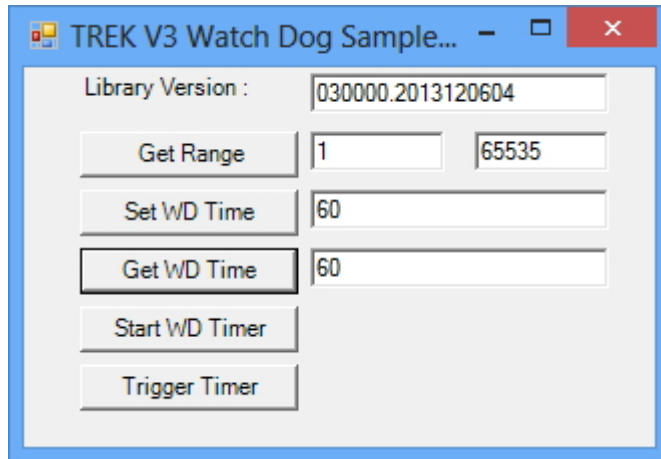 TREK V3 Watch Dog Sample...
Library Version :
030000.2013120604
Get Range
1
65535
Set WD Time
60
Get WD Time
60
Start WD Timer
Trigger Timer